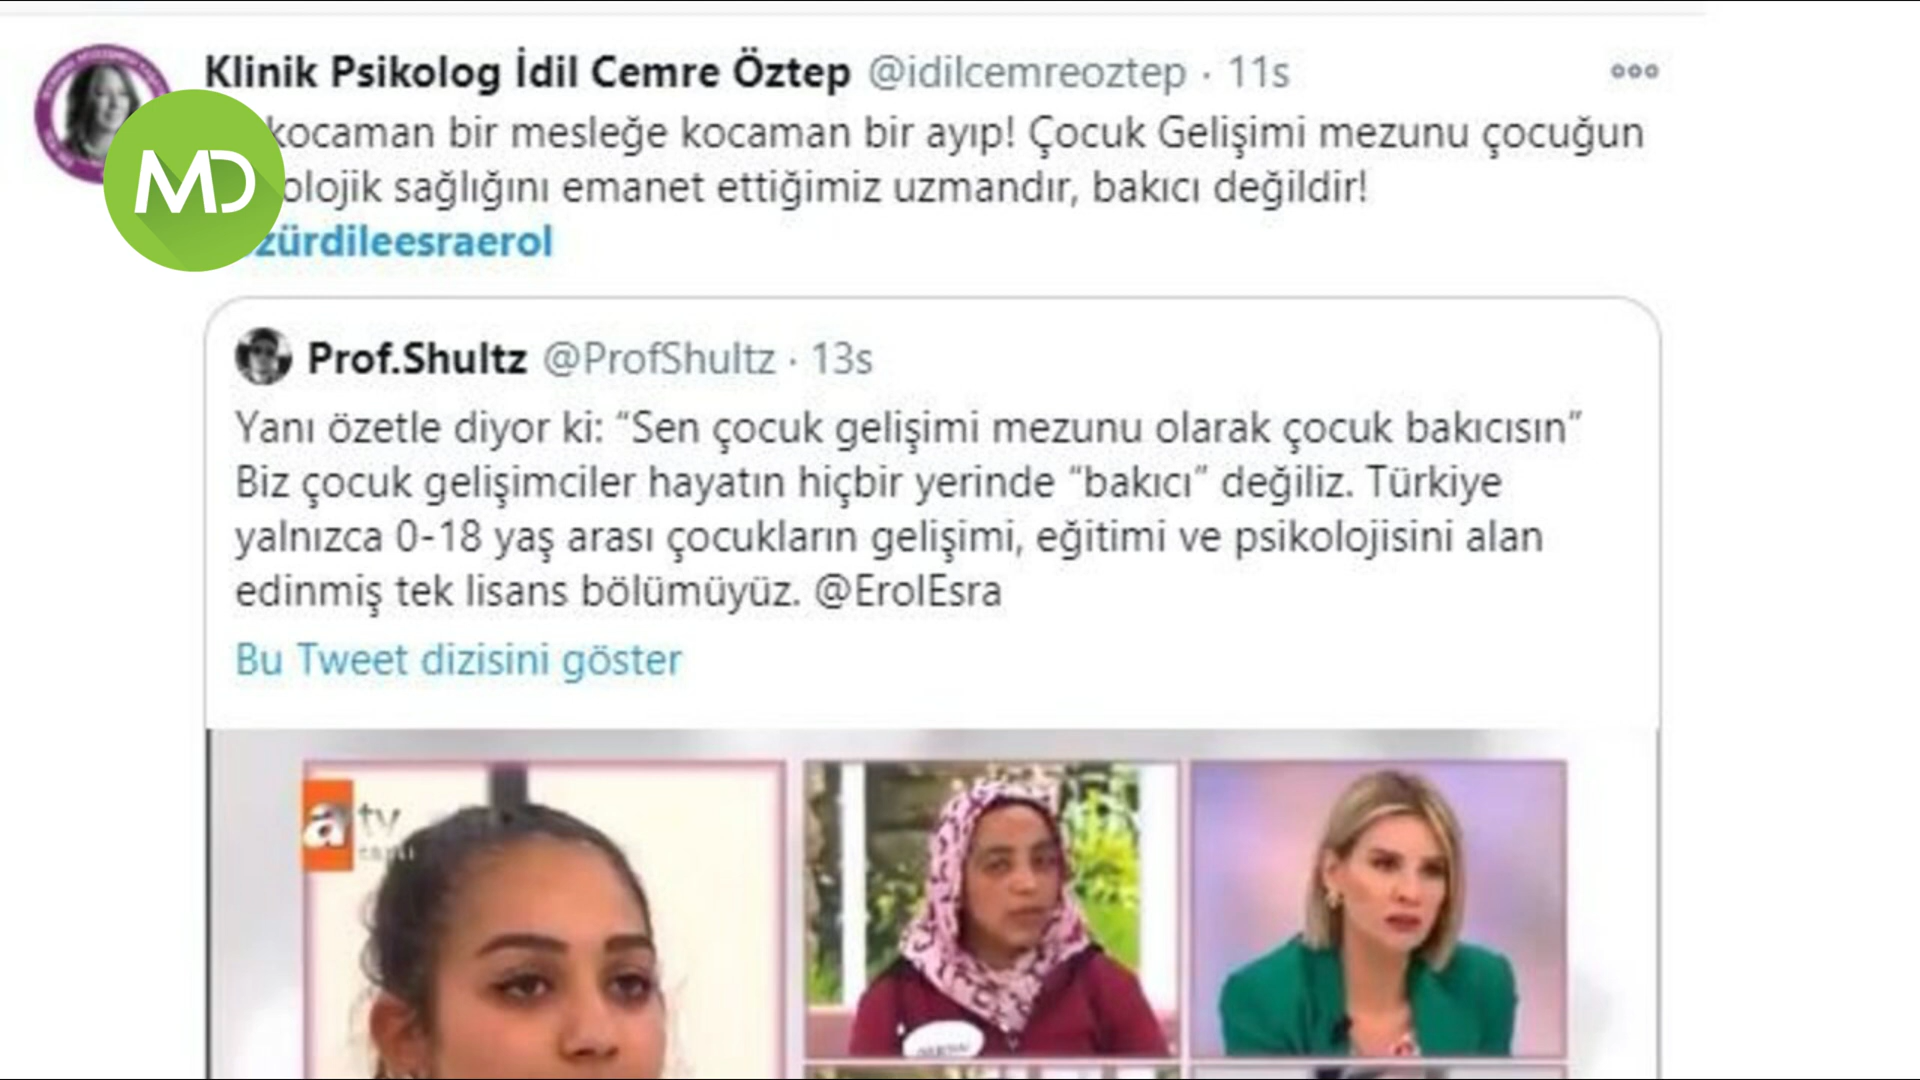 Klinik Psikolog İdil Cemre Öztep @idilcemreoztep · 11s
kocaman bir mesleğe kocaman bir ayıp! Çocuk Gelişimi mezunu çocuğun
olojik sağlığını emanet ettiğimiz uzmandır, bakıcı değildir!
zürdileesraerol
MD
Prof.Shultz @ProfShultz · 13s
Yanı özetle diyor ki: “Sen çocuk gelişimi mezunu olarak çocuk bakıcısın”
Biz çocuk gelişimciler hayatın hiçbir yerinde “bakıcı” değiliz. Türkiye
yalnızca 0-18 yaş arası çocukların gelişimi, eğitimi ve psikolojisini alan
edinmiş tek lisans bölümüyüz. @ErolEsra
Bu Tweet dizisini göster
a tv